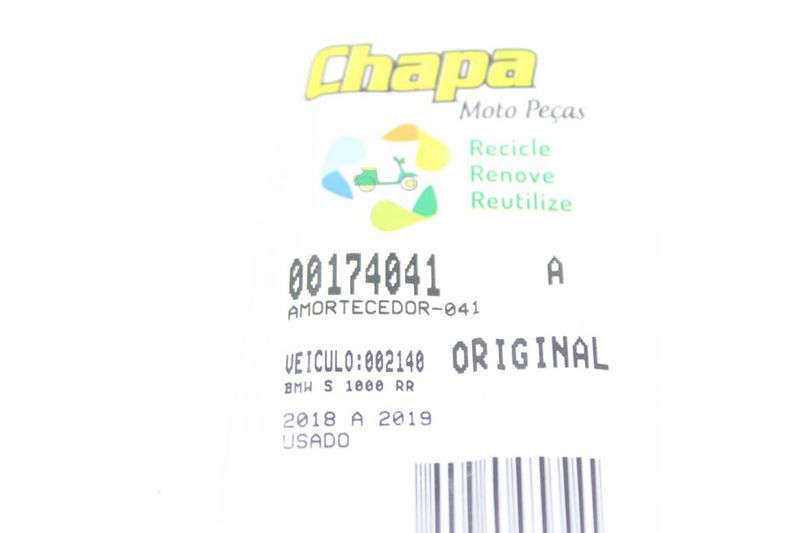 Chapa
Moto Peças
Recicle
Renove
Reutilize
00174041 A
AMORTECEDOR-041
VEICULO:002140 ORIGINAL
BMW S 1000 RR
2018 A 2019
USADO